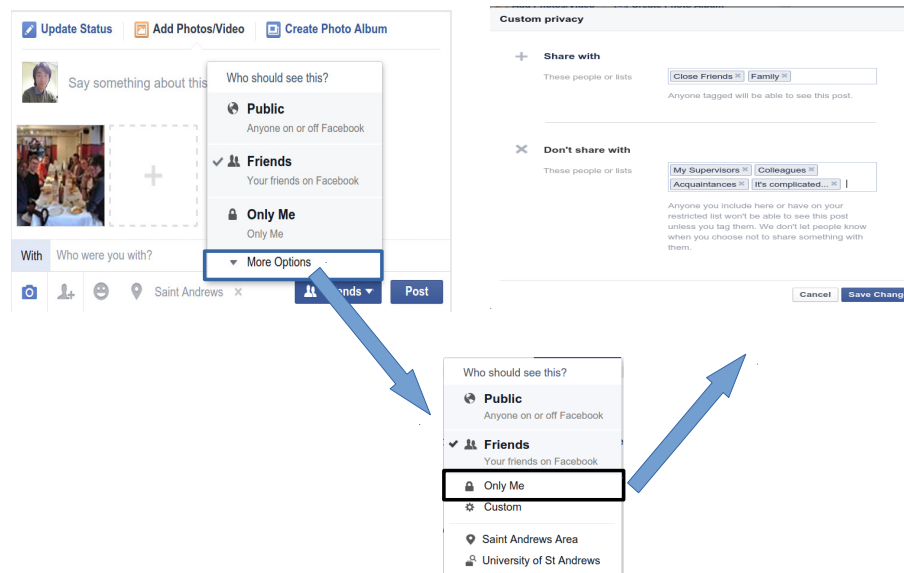 Update Status
Add Photos/Video
Create Photo Album
Say something about this
Who should see this?
Public
Anyone on or off Facebook
Friends
Your friends on Facebook
Only Me
Only Me
More Options
With
Who were you with?
Saint Andrews ×
Post
Custom privacy
Share with
These people or lists
Close Friends × Family ×
Anyone tagged will be able to see this post.
Don't share with
These people or lists
My Supervisors × Colleagues ×
Acquaintances × It's complicated... ×
Anyone you include here or have on your
restricted list won't be able to see this post
unless you tag them. We don't let people know
when you choose not to share something with
them.
Cancel
Save Chang
Who should see this?
Public
Anyone on or off Facebook
Friends
Your friends on Facebook
Only Me
Custom
Saint Andrews Area
University of St Andrews